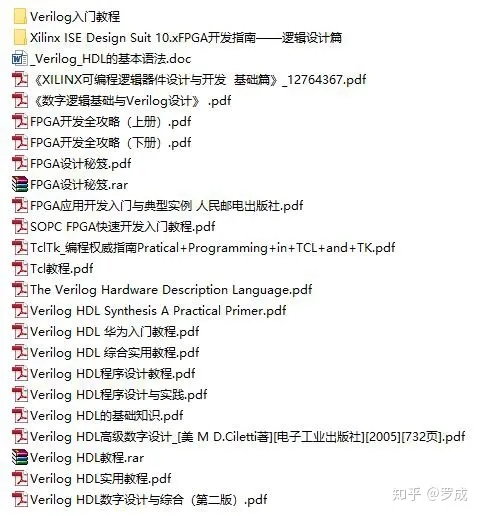 Verilog入门教程
Xilinx ISE Design Suit 10.xFPGA开发指南——逻辑设计篇
_Verilog_HDL的基本语法.doc
《XILINX可编程逻辑器件设计与开发 基础篇》_12764367.pdf
《数字逻辑基础与Verilog设计》 .pdf
FPGA开发全攻略（上册）.pdf
FPGA开发全攻略（下册）.pdf
FPGA设计秘笈.pdf
FPGA设计秘笈.rar
FPGA应用开发入门与典型实例 人民邮电出版社.pdf
SOPC FPGA快速开发入门教程.pdf
TclTk_编程权威指南Pratical+Programming+in+TCL+and+TK.pdf
Tcl教程.pdf
The Verilog Hardware Description Language.pdf
Verilog HDL Synthesis A Practical Primer.pdf
Verilog HDL 华为入门教程.pdf
Verilog HDL 综合实用教程.pdf
Verilog HDL程序设计教程.pdf
Verilog HDL程序设计与实践.pdf
Verilog HDL的基础知识.pdf
Verilog HDL高级数字设计_[美 M D.Ciletti著][电子工业出版社][2005][732页].pdf
Verilog HDL教程.rar
Verilog HDL实用教程.pdf
Verilog HDL数字设计与综合（第二版）.pdf
知乎 @罗成